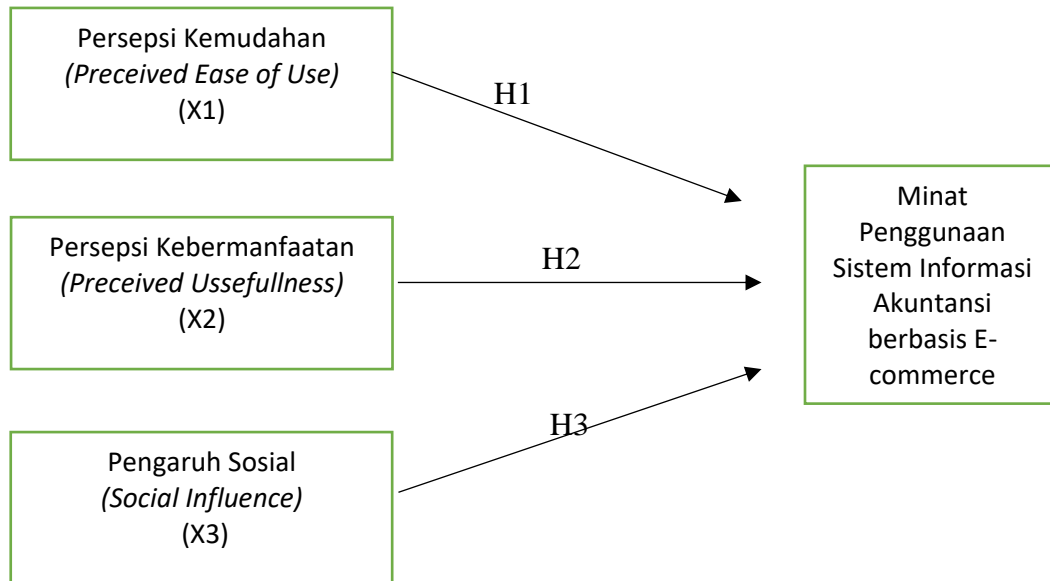 Persepsi Kemudahan
(Preceived Ease of Use)
(X1)
H1
Persepsi Kebermanfaatan
(Preceived Ussefullness)
(X2)
H2
Pengaruh Sosial
(Social Influence)
(X3)
H3
Minat
Penggunaan
Sistem Informasi
Akuntansi
berbasis E-
commerce